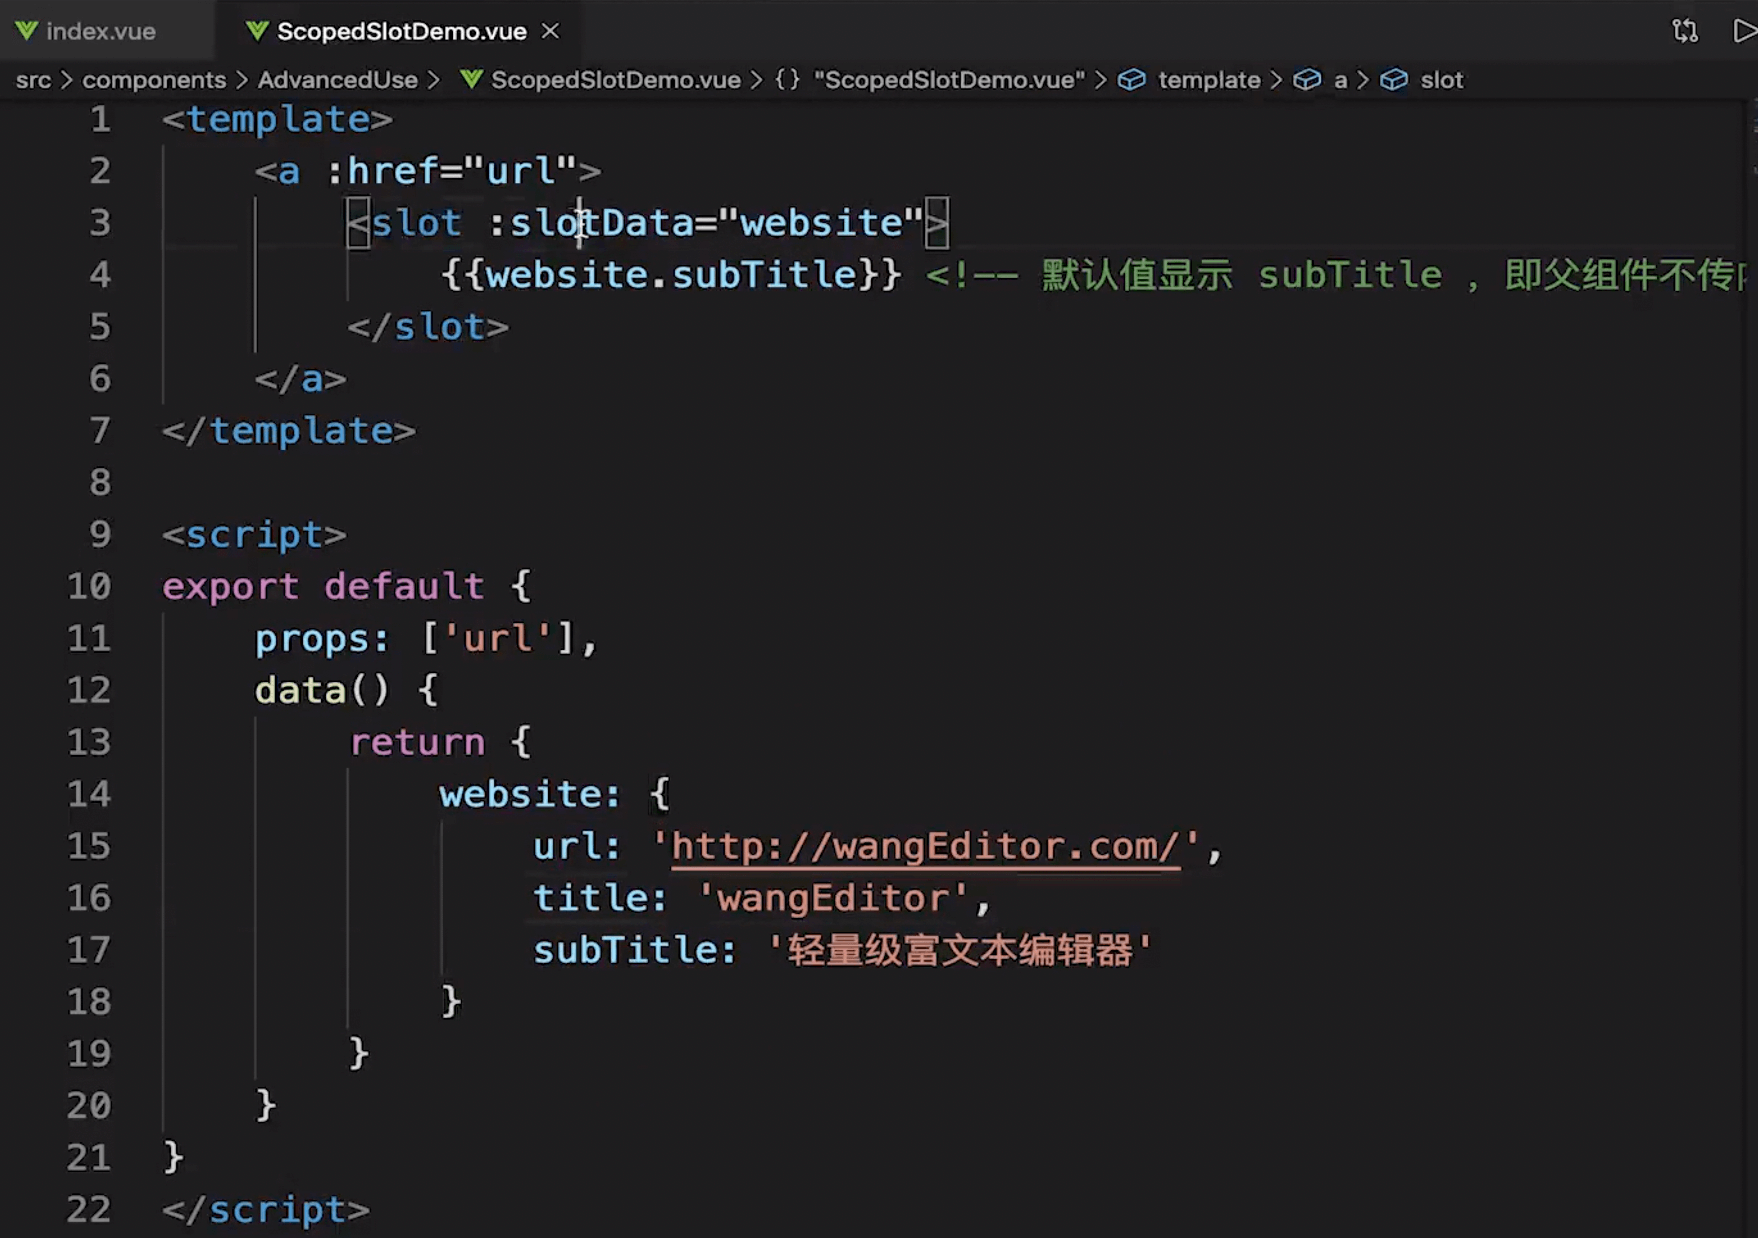 index.vue ScopedSlotDemo.vue
src > components > AdvancedUse > ScopedSlotDemo.vue > {} "ScopedSlotDemo.vue" > template > a > slot
1 <template>
2 <a :href="url">
3 <slot :slotData="website">
4 {{website.subTitle}} <!-- 默认值显示 subTitle ，即父组件不传
5 </slot>
6 </a>
7 </template>
8
9 <script>
10 export default {
11 props: ['url'],
12 data() {
13 return {
14 website: {
15 url: 'http://wangEditor.com/',
16 title: 'wangEditor',
17 subTitle: '轻量级富文本编辑器'
18 }
19 }
20 }
21 }
22 </script>